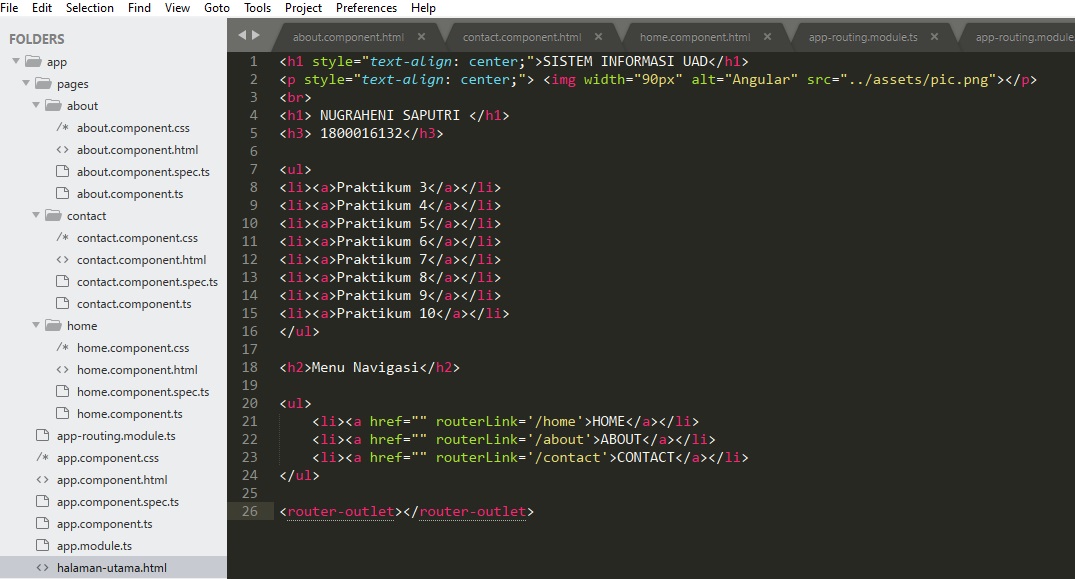 File Edit Selection Find View Goto Tools Project Preferences Help
FOLDERS
app
pages
about
/* about.component.css
<> about.component.html
about.component.spec.ts
about.component.ts
contact
/* contact.component.css
<> contact.component.html
contact.component.spec.ts
contact.component.ts
home
/* home.component.css
<> home.component.html
home.component.spec.ts
home.component.ts
app-routing.module.ts
/* app.component.css
<> app.component.html
app.component.spec.ts
app.component.ts
app.module.ts
<> halaman-utama.html
about.component.html × contact.component.html × home.component.html × app-routing.module.ts × app-routing.module
1 <h1 style="text-align: center;">SISTEM INFORMASI UAD</h1>
2 <p style="text-align: center;"> <img width="90px" alt="Angular" src="../assets/pic.png"></p>
3 <br>
4 <h1> NUGRAHENI SAPUTRI </h1>
5 <h3> 1800016132</h3>
6
7 <ul>
8 <li><a>Praktikum 3</a></li>
9 <li><a>Praktikum 4</a></li>
10 <li><a>Praktikum 5</a></li>
11 <li><a>Praktikum 6</a></li>
12 <li><a>Praktikum 7</a></li>
13 <li><a>Praktikum 8</a></li>
14 <li><a>Praktikum 9</a></li>
15 <li><a>Praktikum 10</a></li>
16 </ul>
17
18 <h2>Menu Navigasi</h2>
19
20 <ul>
21     <li><a href="" routerLink='/home'>HOME</a></li>
22     <li><a href="" routerLink='/about'>ABOUT</a></li>
23     <li><a href="" routerLink='/contact'>CONTACT</a></li>
24 </ul>
25
26 <router-outlet></router-outlet>